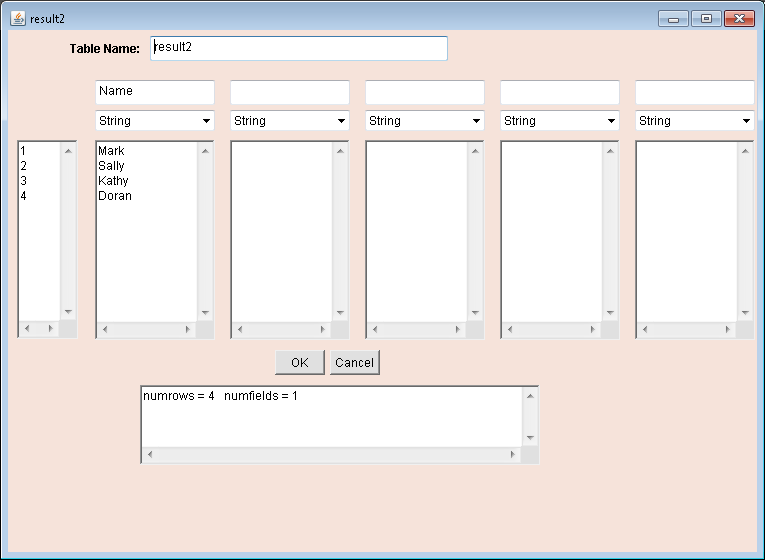 result2
Table Name: result2
Name
String String String String String
1 Mark
2 Sally
3 Kathy
4 Doran
OK Cancel
numrows = 4 numfields = 1